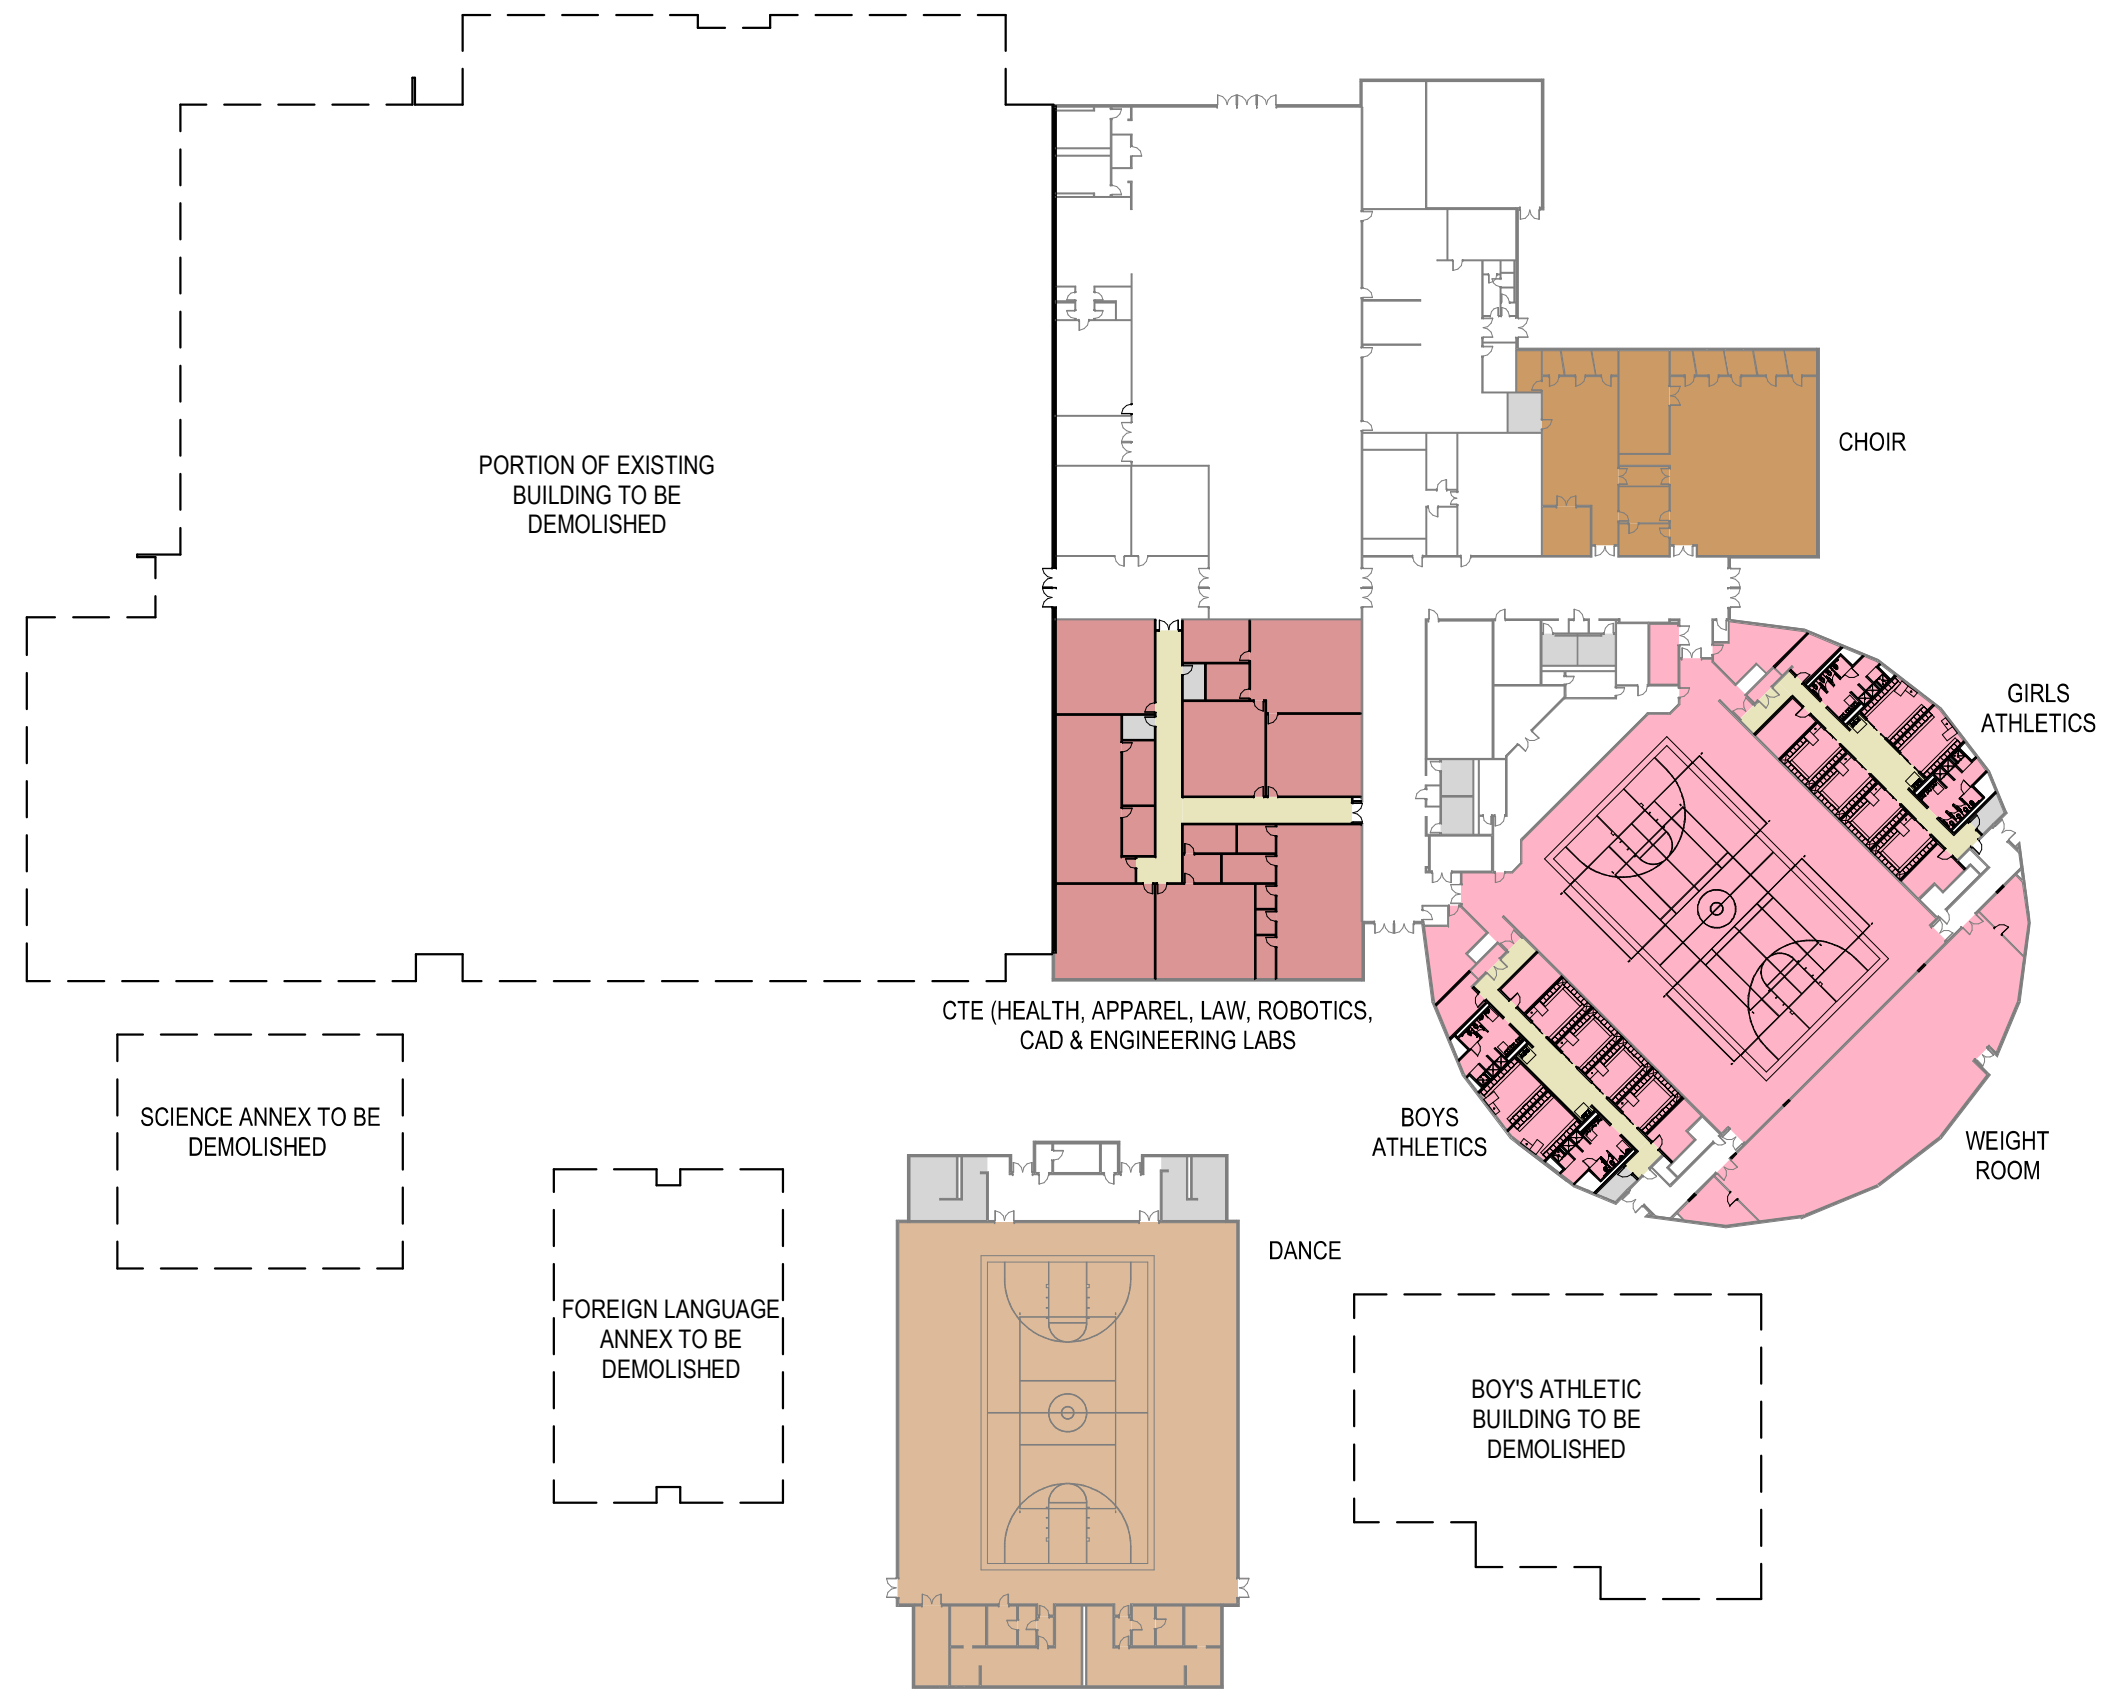 PORTION OF EXISTING
BUILDING TO BE
DEMOLISHED
CHOIR
GIRLS
ATHLETICS
CTE (HEALTH, APPAREL, LAW, ROBOTICS,
CAD & ENGINEERING LABS
SCIENCE ANNEX TO BE
DEMOLISHED
BOYS
ATHLETICS
WEIGHT
ROOM
DANCE
FOREIGN LANGUAGE
ANNEX TO BE
DEMOLISHED
BOY'S ATHLETIC
BUILDING TO BE
DEMOLISHED